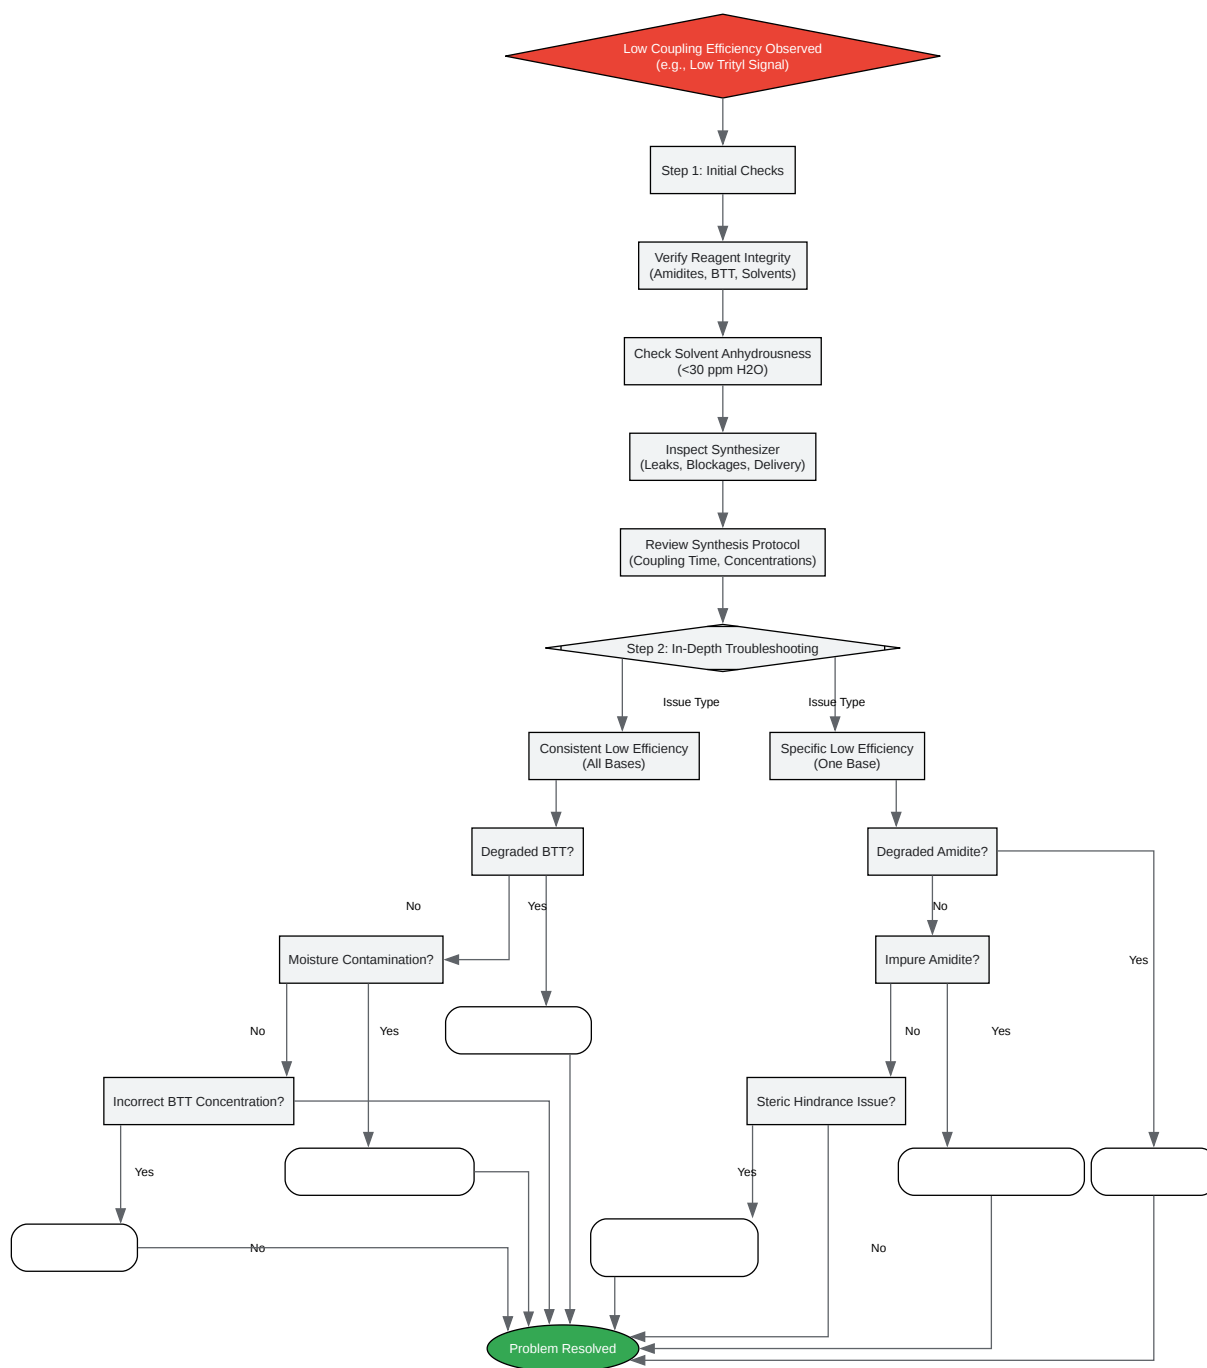 Low Coupling Efficiency Observed
(e.g., Low Trityl Signal)
Step 1: Initial Checks
Verify Reagent Integrity
(Amidites, BTT, Solvents)
Check Solvent Anhydrousness
(<30 ppm H2O)
Inspect Synthesizer
(Leaks, Blockages, Delivery)
Review Synthesis Protocol
(Coupling Time, Concentrations)
Step 2: In-Depth Troubleshooting
Issue Type
Issue Type
Consistent Low Efficiency
(All Bases)
Specific Low Efficiency
(One Base)
Degraded BTT?
Degraded Amidite?
No
Yes
No
Moisture Contamination?
Impure Amidite?
Yes
No
Yes
No
Yes
Incorrect BTT Concentration?
Steric Hindrance Issue?
Yes
Yes
No
No
Problem Resolved